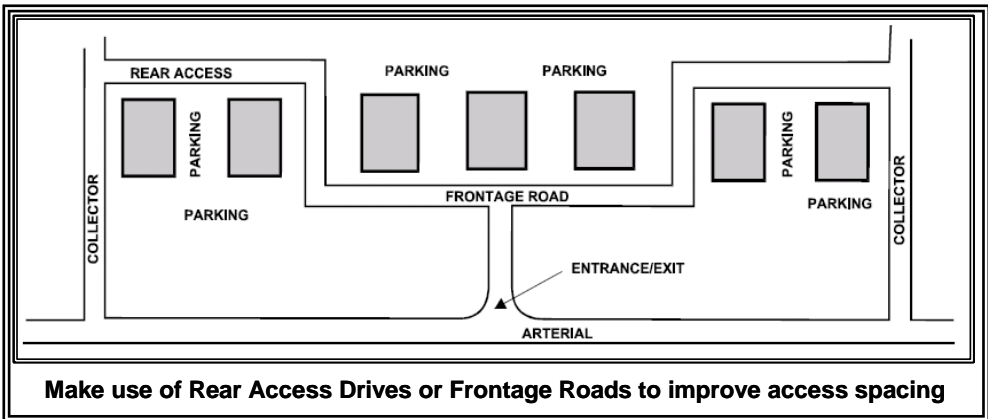 PARKING PARKING
REAR ACCESS
PARKING
PARKING
COLLECTOR
PARKING
FRONTAGE ROAD
PARKING
COLLECTOR
ENTRANCE/EXIT
ARTERIAL
Make use of Rear Access Drives or Frontage Roads to improve access spacing